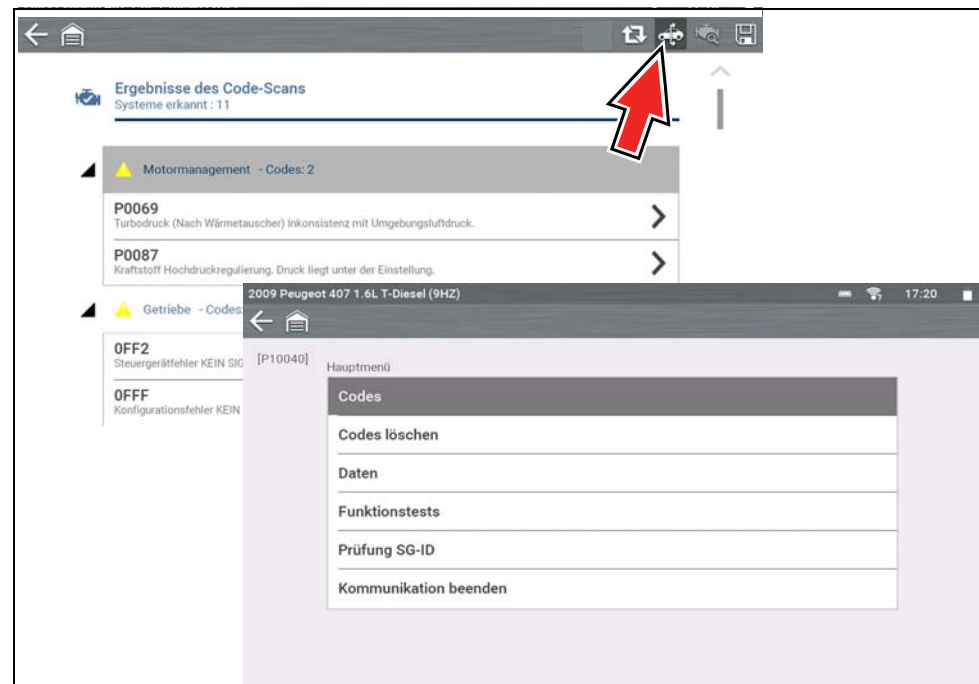 Ergebnisse des Code-Scans
Systeme erkannt : 11
Motormanagement - Codes: 2
P0069
Turbodruck (Nach Wärmetauscher) Inkonsistenz mit Umgebungsluftdruck.
P0087
Kraftstoff Hochdruckregulierung. Druck liegt unter der Einstellung.
Getriebe - Codes:
0FF2
Steuergerätfehler KEIN SIG
0FFF
Konfigurationsfehler KEIN
2009 Peugeot 407 1.6L T-Diesel (9HZ)
17:20
[P10040]
Hauptmenü
Codes
Codes löschen
Daten
Funktionstests
Prüfung SG-ID
Kommunikation beenden